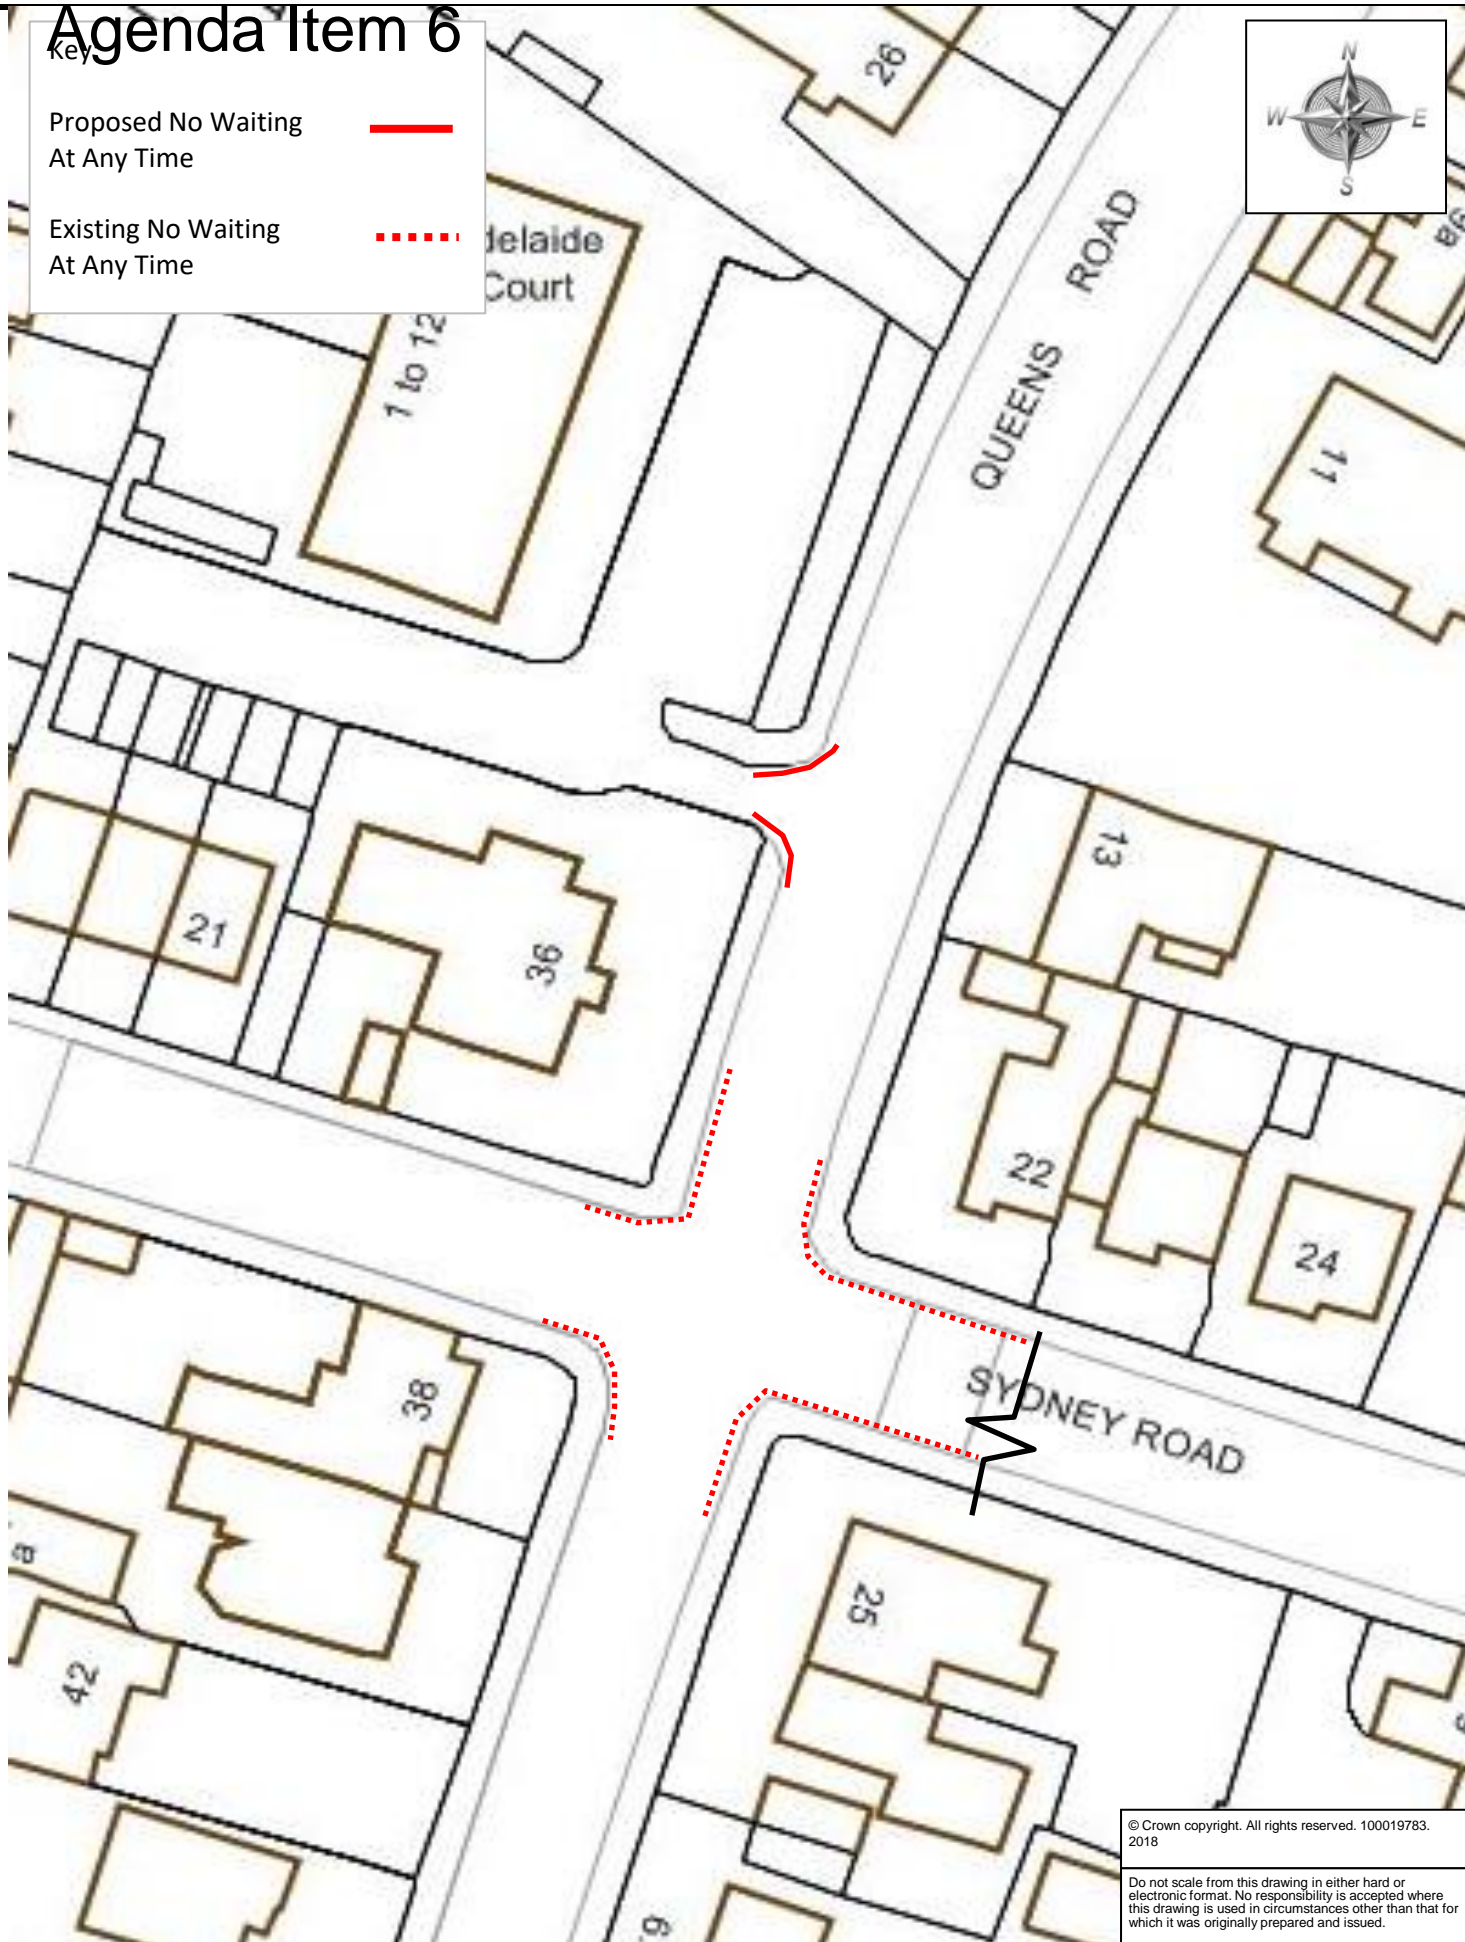 Agenda Item 6
Key
Proposed No Waiting
At Any Time
Existing No Waiting
At Any Time
delaide
Court
1 to 12
26
N
W E
S
9a
QUEENS ROAD
11
13
21
36
22
24
SYDNEY ROAD
38
25
a
42
© Crown copyright. All rights reserved. 100019783.
2018
Do not scale from this drawing in either hard or
electronic format. No responsibility is accepted where
this drawing is used in circumstances other than that for
which it was originally prepared and issued.